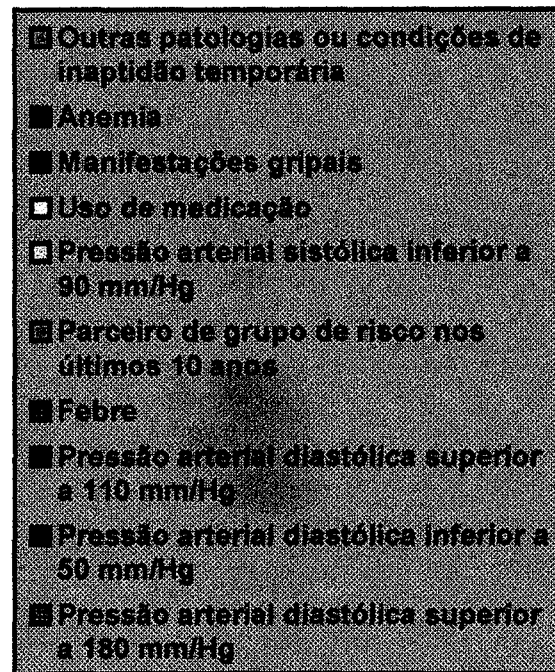 Outras patologias ou condições de
inaptidão temporária
Anemia
Manifestações gripais
Uso de medicação
Pressão arterial sistólica inferior a
90 mm/Hg
Parceiro de grupo de risco nos
últimos 10 anos
Febre
Pressão arterial diastólica superior
a 110 mm/Hg
Pressão arterial diastólica inferior a
50 mm/Hg
Pressão arterial diastólica superior
a 180 mm/Hg